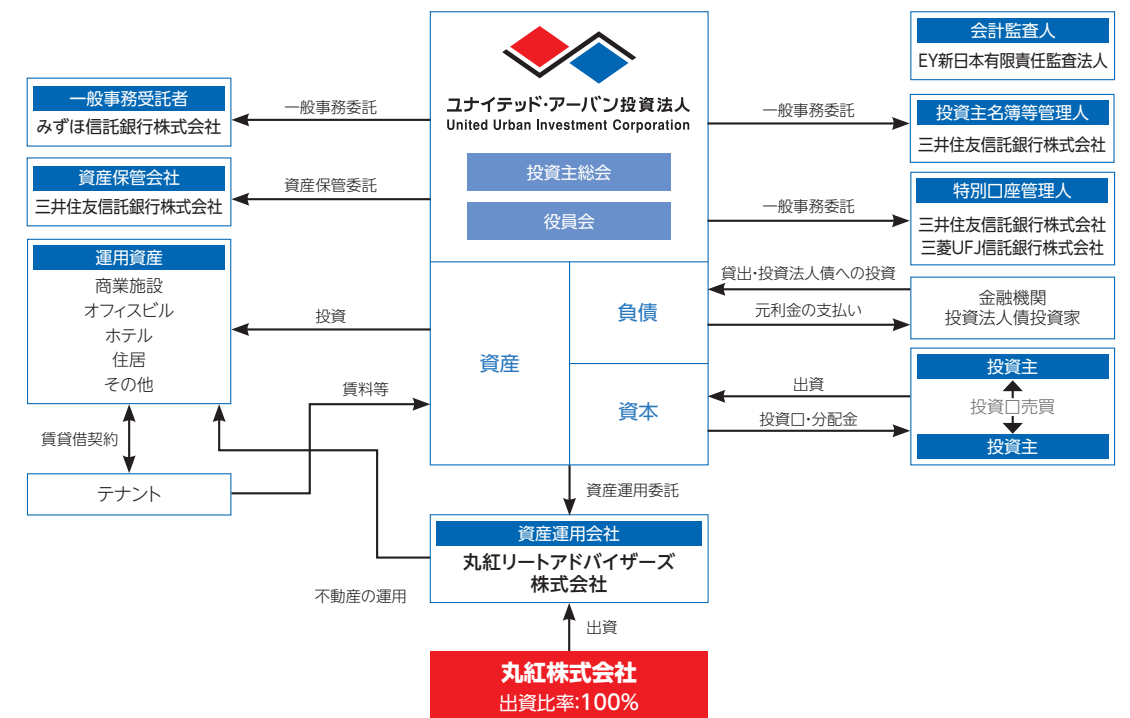 ユナイテッド・アーバン投資法人
United Urban Investment Corporation
投資主総会
役員会
資産
負債
資本
一般事務委託
一般事務受託者
みずほ信託銀行株式会社
資産保管委託
資産保管会社
三井住友信託銀行株式会社
運用資産
商業施設
オフィスビル
ホテル
住居
その他
投資
賃料等
賃貸借契約
テナント
会計監査人
EY新日本有限責任監査法人
一般事務委託
投資主名簿等管理人
三井住友信託銀行株式会社
一般事務委託
特別口座管理人
三井住友信託銀行株式会社
三菱UFJ信託銀行株式会社
貸出・投資法人債への投資
元利金の支払い
金融機関
投資法人債投資家
出資
投資口・分配金
投資主
投資口売買
投資主
資産運用委託
資産運用会社
丸紅リートアドバイザーズ
株式会社
不動産の運用
出資
丸紅株式会社
出資比率:100%